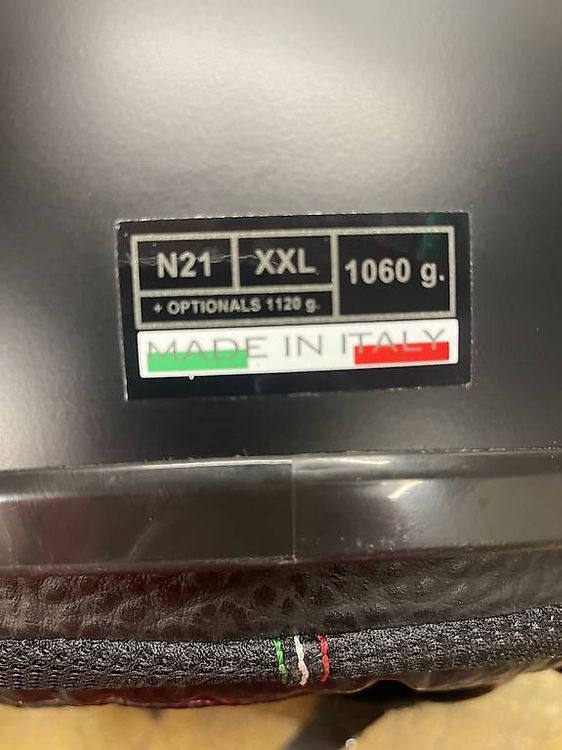 N21 XXL 1060 g.
+ OPTIONALS 1120 g.
MADE IN ITALY